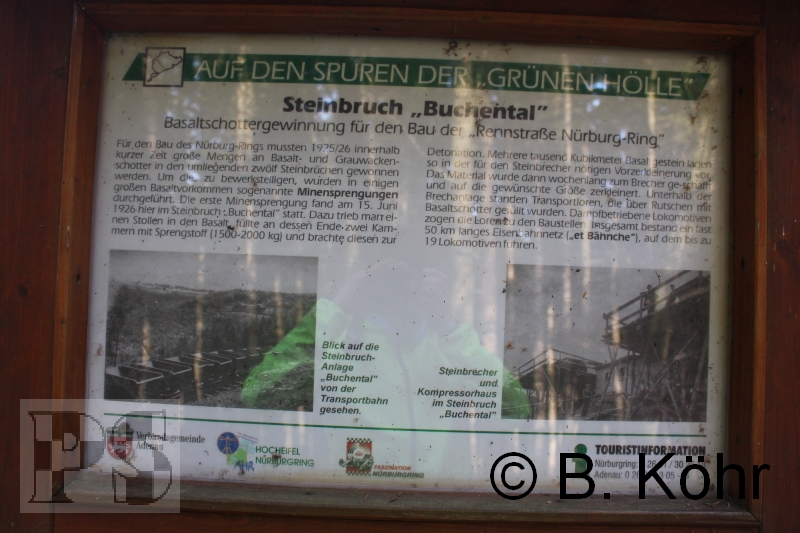 AUF DEN SPUREN DER „GRÜNEN HÖLLE“
Steinbruch „Buchental“
Basaltschottergewinnung für den Bau der „Rennstraße Nürburg-Ring“
Für den Bau des Nürburg-Rings mussten 1925/26 innerhalb
kurzer Zeit große Mengen an Basalt- und Grauwacken-
schotter in den umliegenden zwölf Steinbrüchen gewonnen
werden. Um dies zu bewerkstelligen, wurden in einigen
großen Basaltvorkommen sogenannte Minensprengungen
durchgeführt. Die erste Minensprengung fand am 15. Juni
1926 hier im Steinbruch „Buchental“ statt. Dazu trieb man ei-
nen Stollen in den Basalt, füllte an dessen Ende zwei Kam-
mern mit Sprengstoff (1500-2000 kg) und brachte diesen zur
Detonation. Mehrere tausend Kubikmeter Basaltgestein lagen
so in der für den Steinbrecher nötigen Vorzerkleinerung vor.
Das Material wurde dann wochenlang zum Brecher geschafft
und auf die gewünschte Größe zerkleinert. Unterhalb der
Brechanlage standen Transportloren, die über Rutschen mit
Basaltschotter gefüllt wurden. Dampfbetriebene Lokomotiven
zogen die Loren zu den Baustellen. Insgesamt bestand ein fast
50 km langes Eisenbahnnetz („et Bähnche“), auf dem bis zu
19 Lokomotiven fuhren.
Blick auf die
Steinbruch-
Anlage
„Buchental“
von der
Transportbahn
gesehen.
Steinbrecher
und
Kompressorhaus
im Steinbruch
„Buchental“
Verbandsgemeinde
Adenau
HOCHEIFEL
NÜRBURGRING
FASZINATION
NÜRBURGRING
TOURISTINFORMATION
Nürburgring:
Adenau:
PS
© B. Köhr